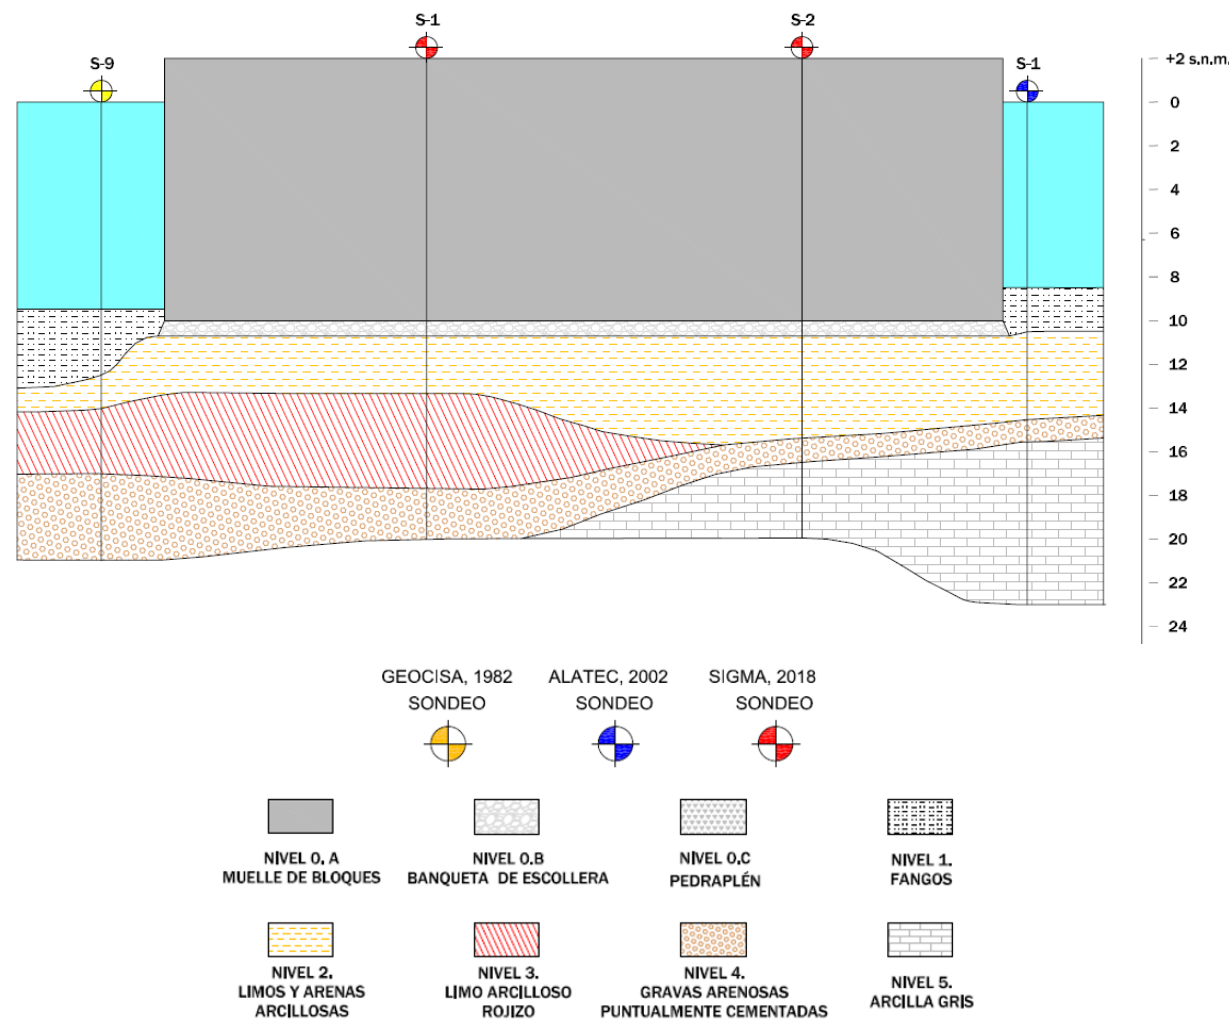 S-1
S-2
S-9
S-1
+2 s.n.m.
0
2
4
6
8
10
12
14
16
18
20
22
24
GEOCISA, 1982
SONDEO
ALATEC, 2002
SONDEO
SIGMA, 2018
SONDEO
NIVEL 0. A
MUELLE DE BLOQUES
NIVEL 0.B
BANQUETA DE ESCOLLERA
NIVEL 0.C
PEDRAPLÉN
NIVEL 1.
FANGOS
NIVEL 2.
LIMOS Y ARENAS
ARCILLOSAS
NIVEL 3.
LIMO ARCILLOSO
ROJIZO
NIVEL 4.
GRAVAS ARENOSAS
PUNTUALMENTE CEMENTADAS
NIVEL 5.
ARCILLA GRIS